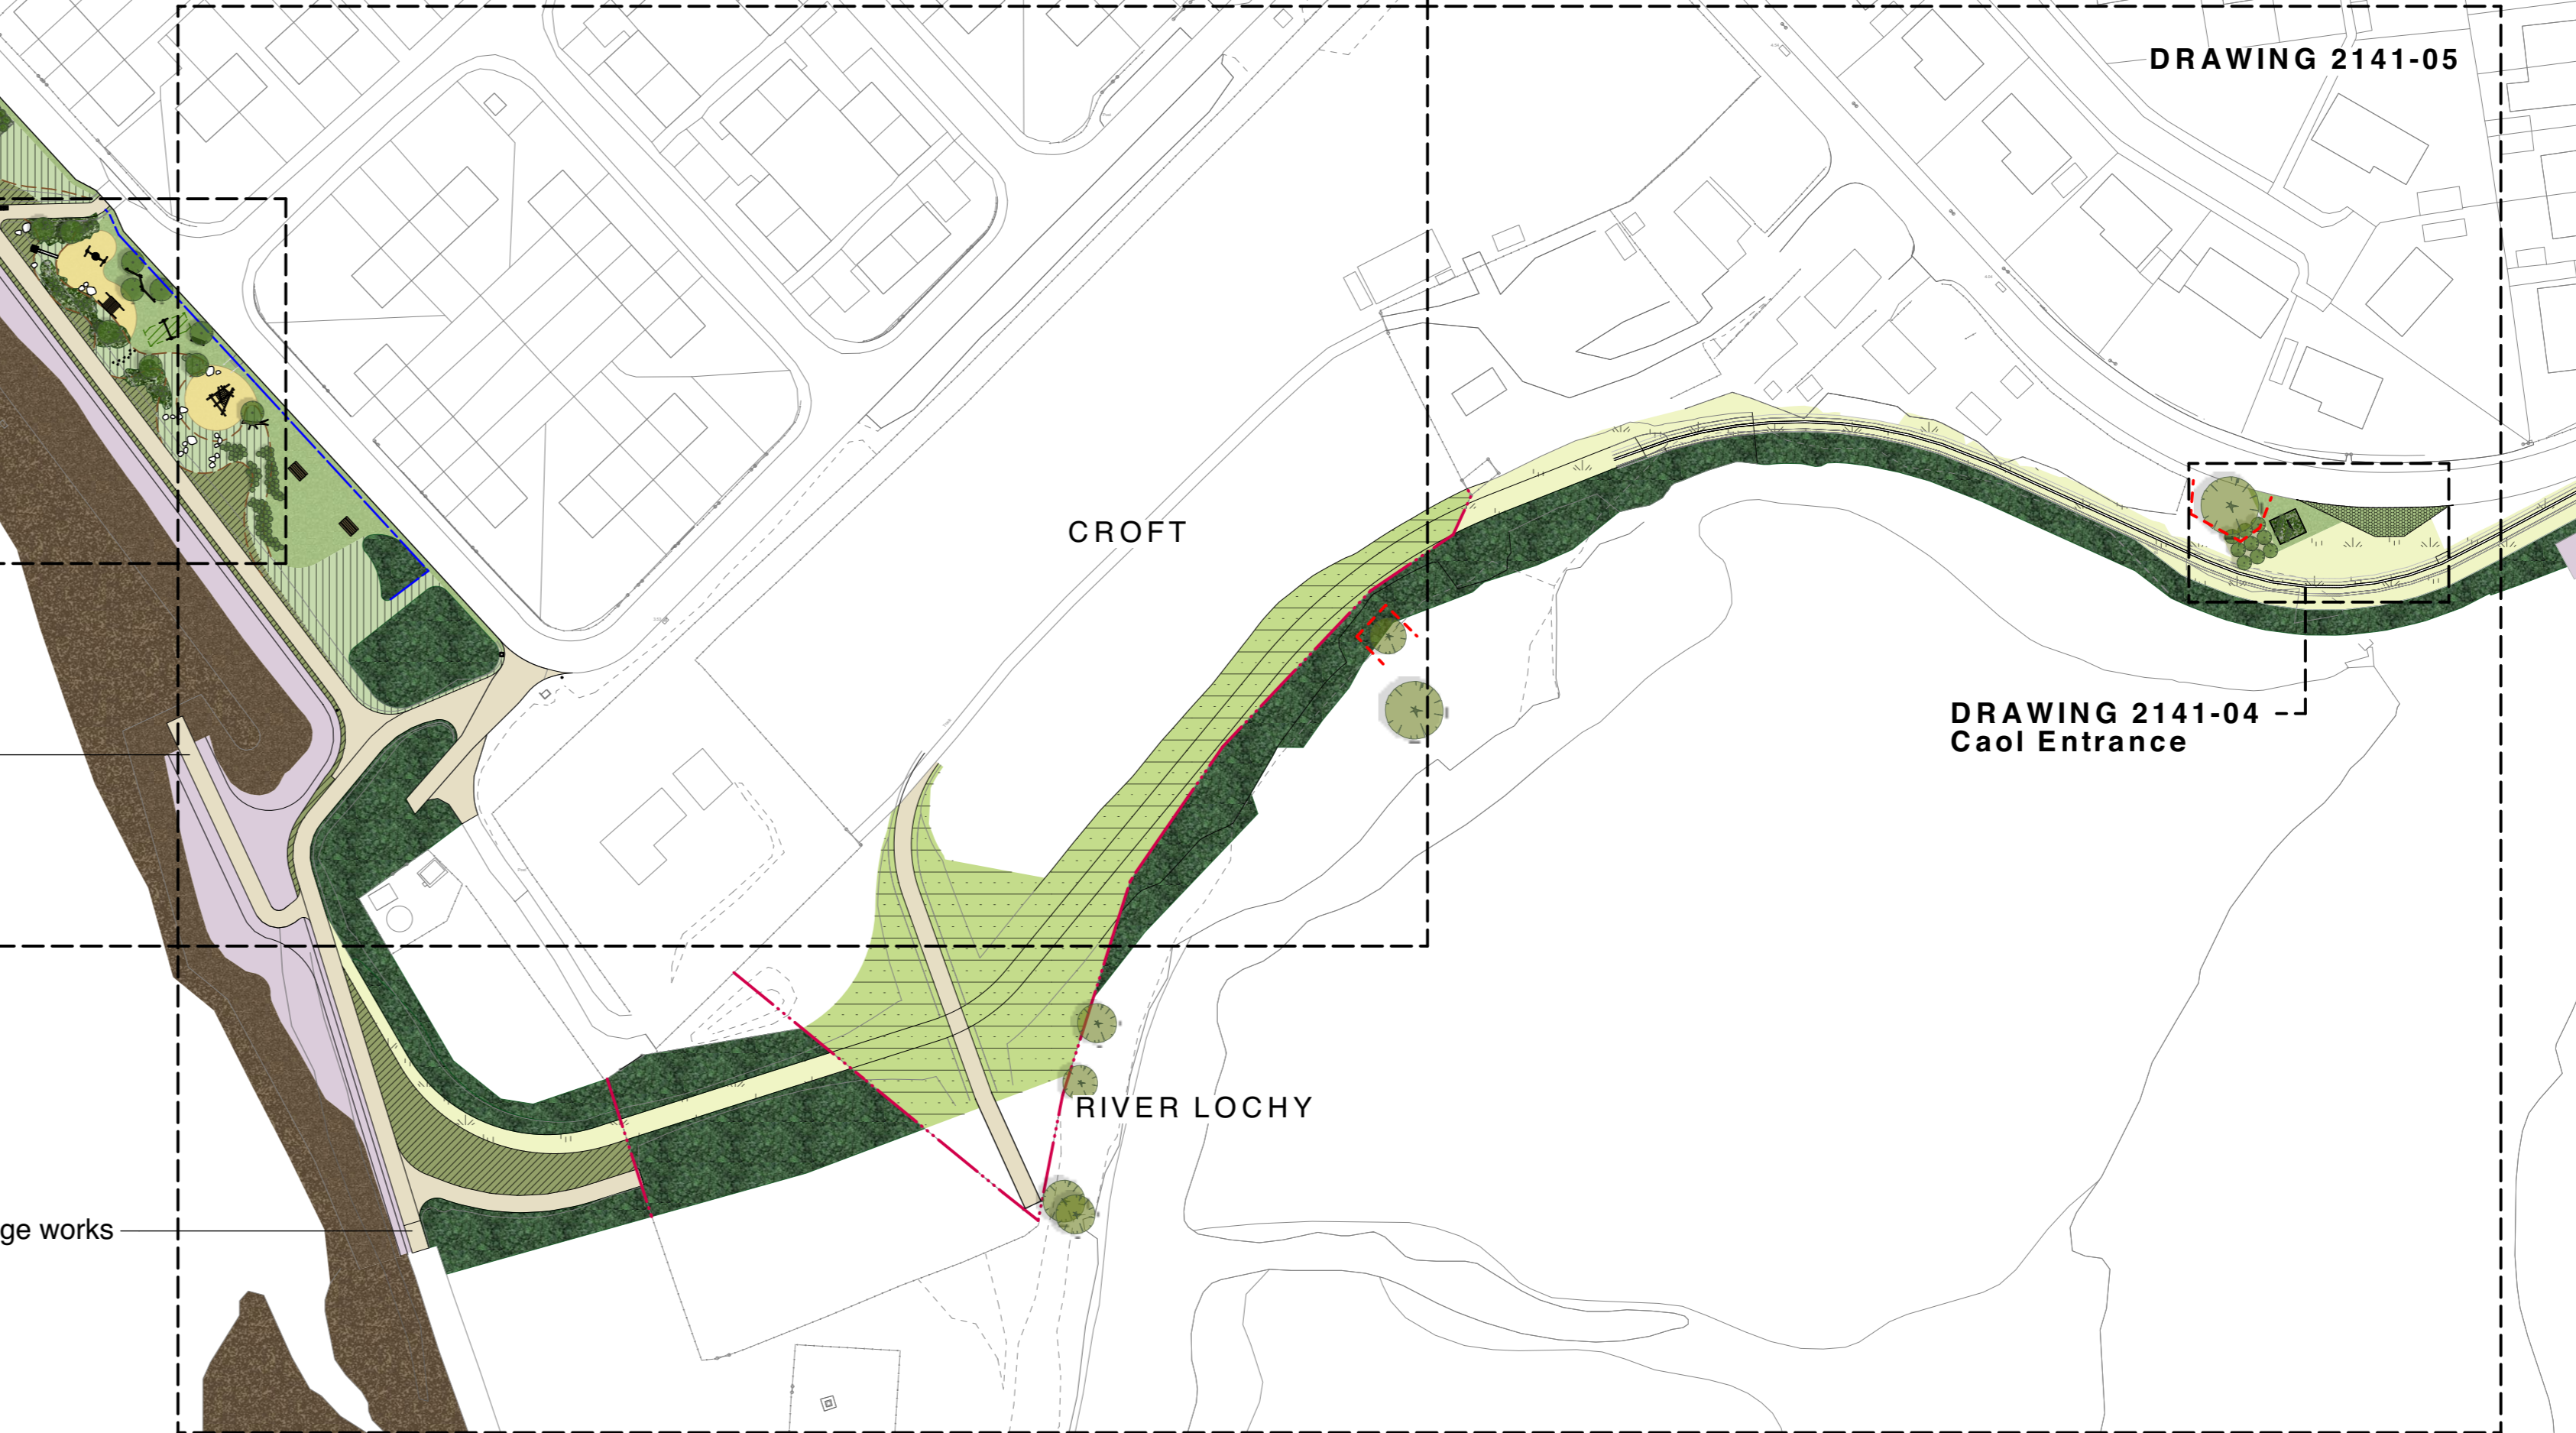 DRAWING 2141-05
CROFT
DRAWING 2141-04
Caol Entrance
RIVER LOCHY
ge works